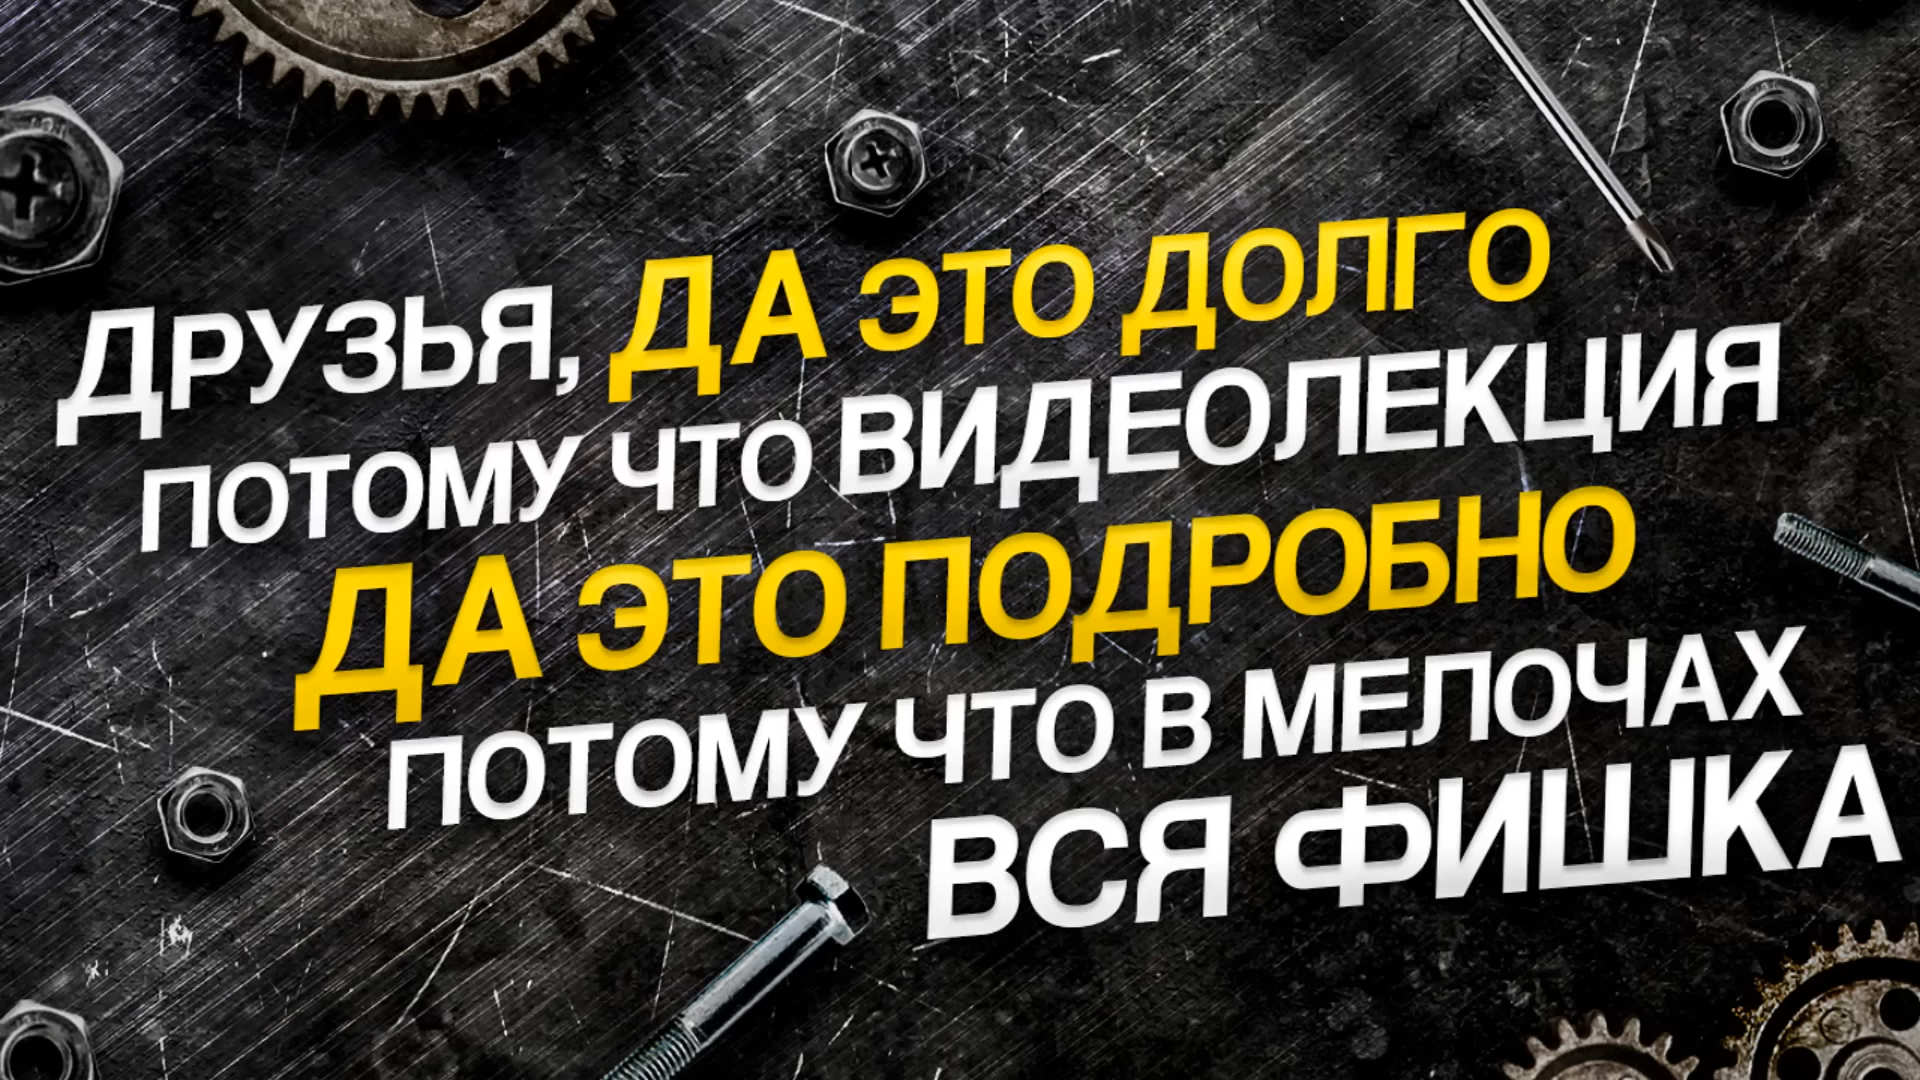 ДРУЗЬЯ, ДА ЭТО ДОЛГО
ПОТОМУ ЧТО ВИДЕОЛЕКЦИЯ
ДА ЭТО ПОДРОБНО
ПОТОМУ ЧТО В МЕЛОЧАХ
ВСЯ ФИШКА